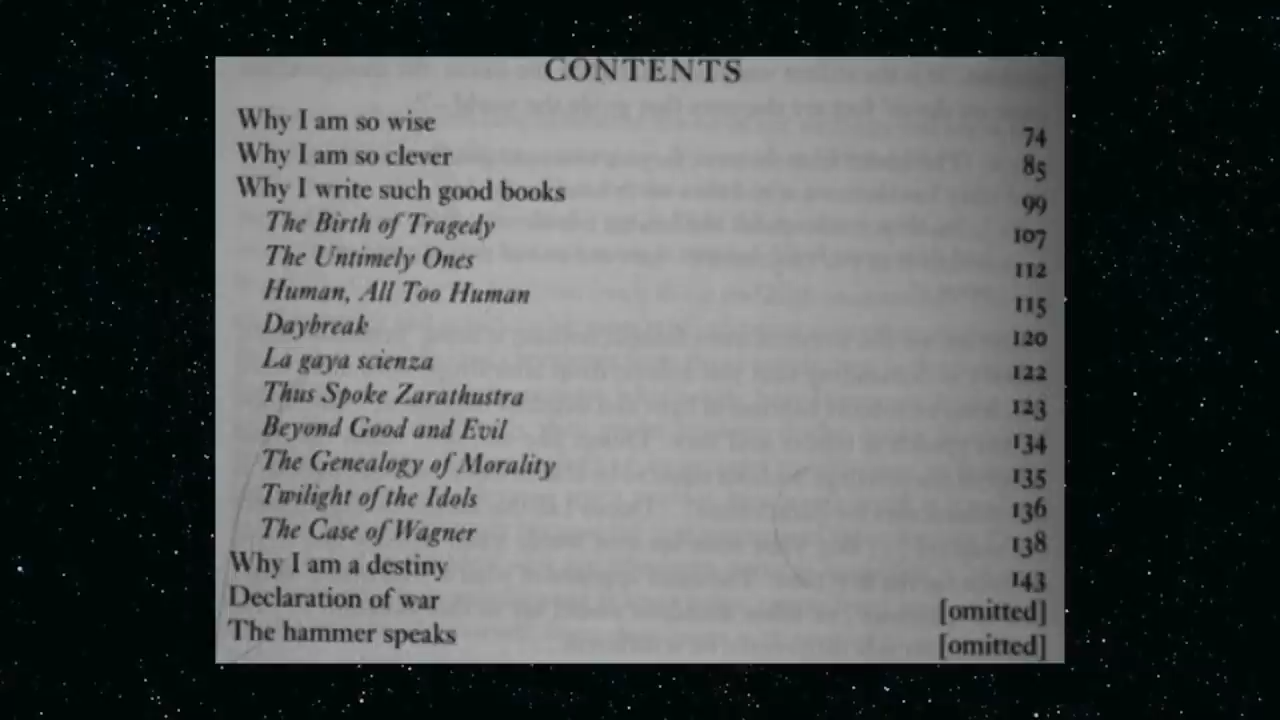 CONTENTS
Why I am so wise 74
Why I am so clever 85
Why I write such good books 99
The Birth of Tragedy 107
The Untimely Ones 112
Human, All Too Human 115
Daybreak 120
La gaya scienza 122
Thus Spoke Zarathustra 123
Beyond Good and Evil 134
The Genealogy of Morality 135
Twilight of the Idols 136
The Case of Wagner 138
Why I am a destiny 143
Declaration of war [omitted]
The hammer speaks [omitted]